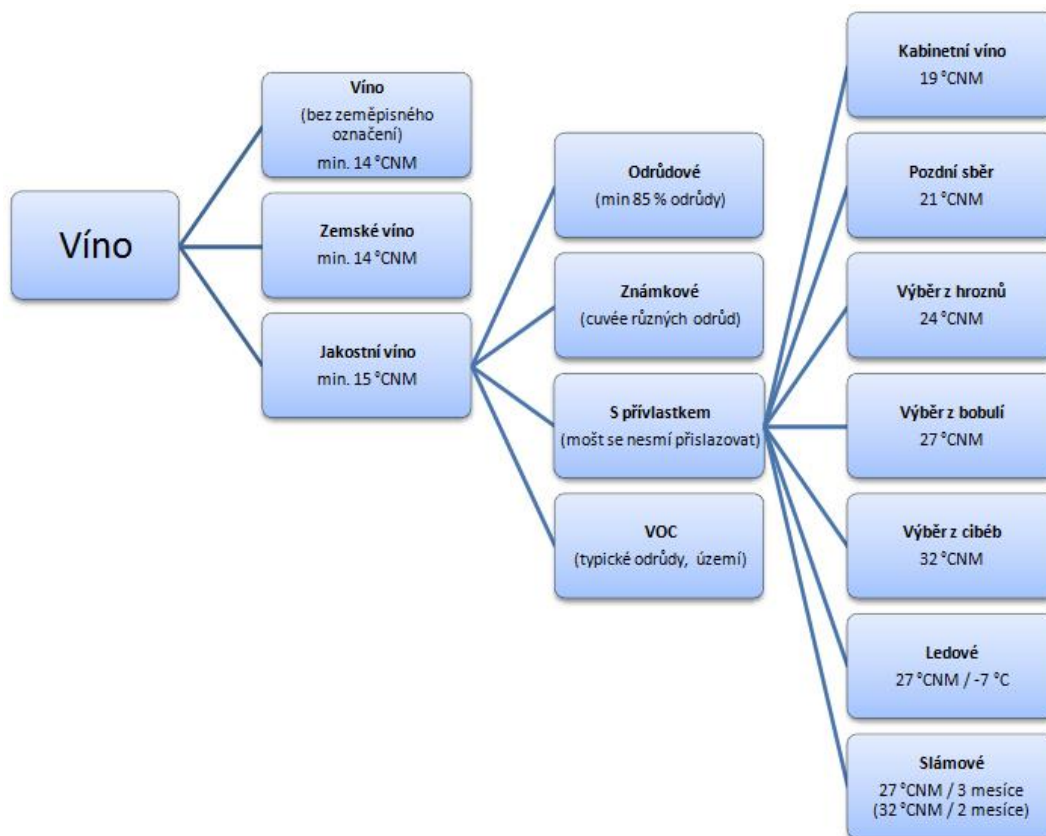 Víno
Víno
(bez zeměpisného
označení)
min. 14 °CNM
Zemské víno
min. 14 °CNM
Jakostní víno
min. 15 °CNM
Odrůdové
(min 85 % odrůdy)
Známkové
(cuvée různých odrůd)
S přívlastkem
(mošt se nesmí přislazovat)
VOC
(typické odrůdy, území)
Kabinetní víno
19 °CNM
Pozdní sběr
21 °CNM
Výběr z hroznů
24 °CNM
Výběr z bobulí
27 °CNM
Výběr z cibéb
32 °CNM
Ledové
27 °CNM / -7 °C
Slámové
27 °CNM / 3 mesíce
(32 °CNM / 2 mesíce)